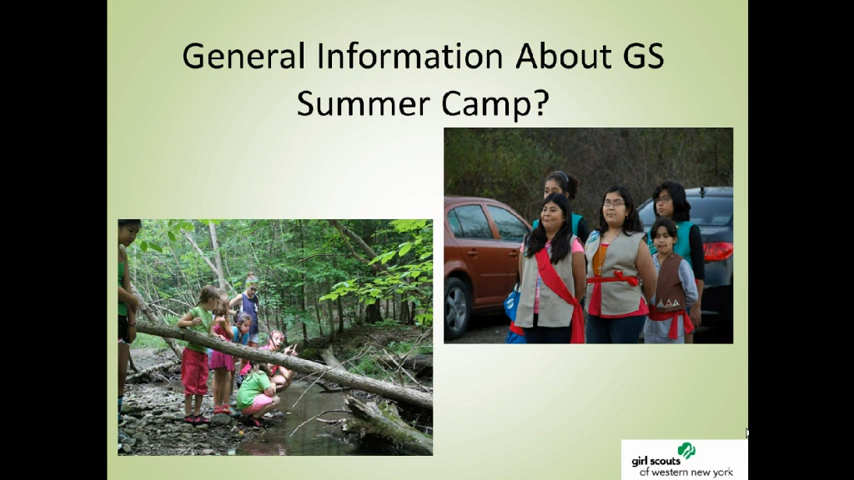 General Information About GS
Summer Camp?
girl scouts
of western new york